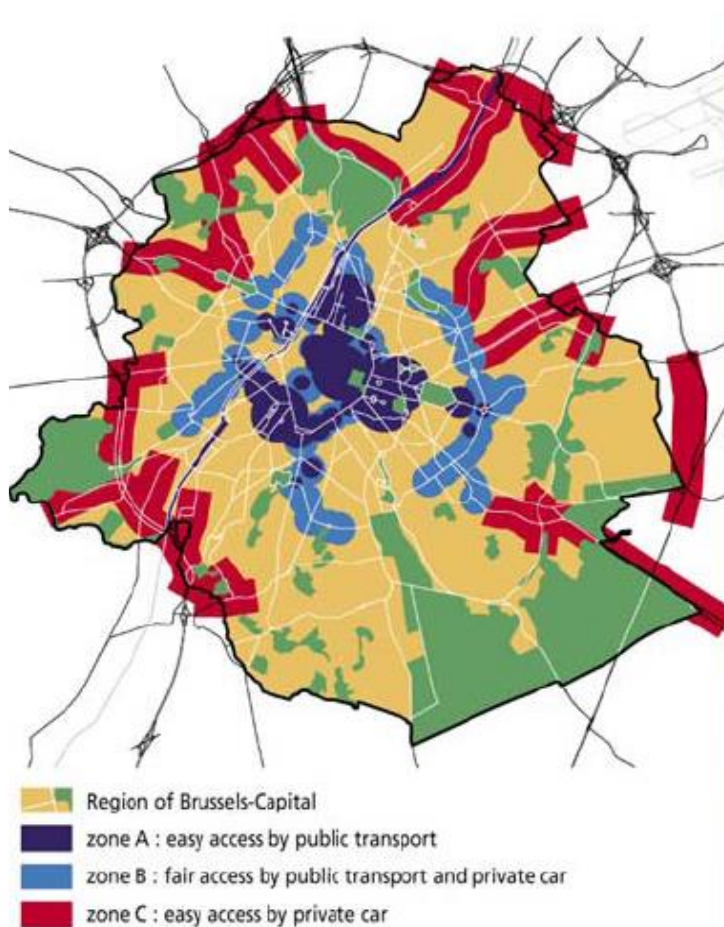 Region of Brussels-Capital
zone A : easy access by public transport
zone B : fair access by public transport and private car
zone C : easy access by private car